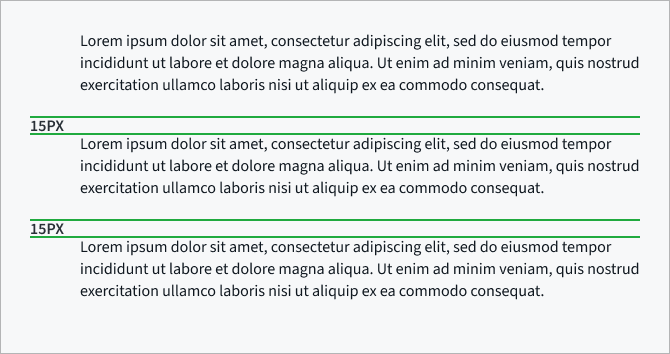 Lorem ipsum dolor sit amet, consectetur adipiscing elit, sed do eiusmod tempor
incididunt ut labore et dolore magna aliqua. Ut enim ad minim veniam, quis nostrud
exercitation ullamco laboris nisi ut aliquip ex ea commodo consequat.
15PX
Lorem ipsum dolor sit amet, consectetur adipiscing elit, sed do eiusmod tempor
incididunt ut labore et dolore magna aliqua. Ut enim ad minim veniam, quis nostrud
exercitation ullamco laboris nisi ut aliquip ex ea commodo consequat.
15PX
Lorem ipsum dolor sit amet, consectetur adipiscing elit, sed do eiusmod tempor
incididunt ut labore et dolore magna aliqua. Ut enim ad minim veniam, quis nostrud
exercitation ullamco laboris nisi ut aliquip ex ea commodo consequat.